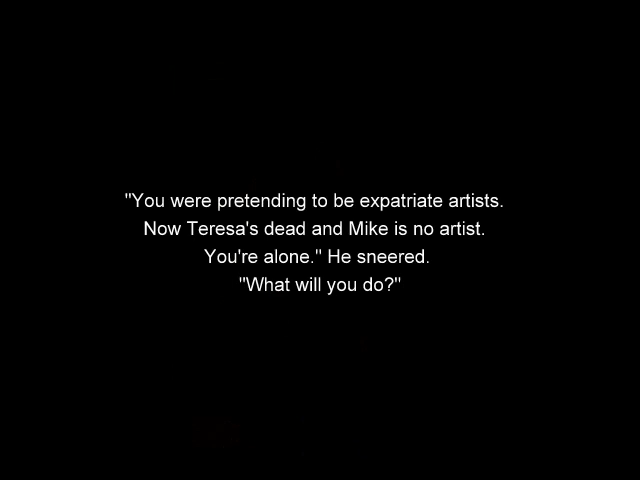 "You were pretending to be expatriate artists.
Now Teresa's dead and Mike is no artist.
You're alone." He sneered.
"What will you do?"